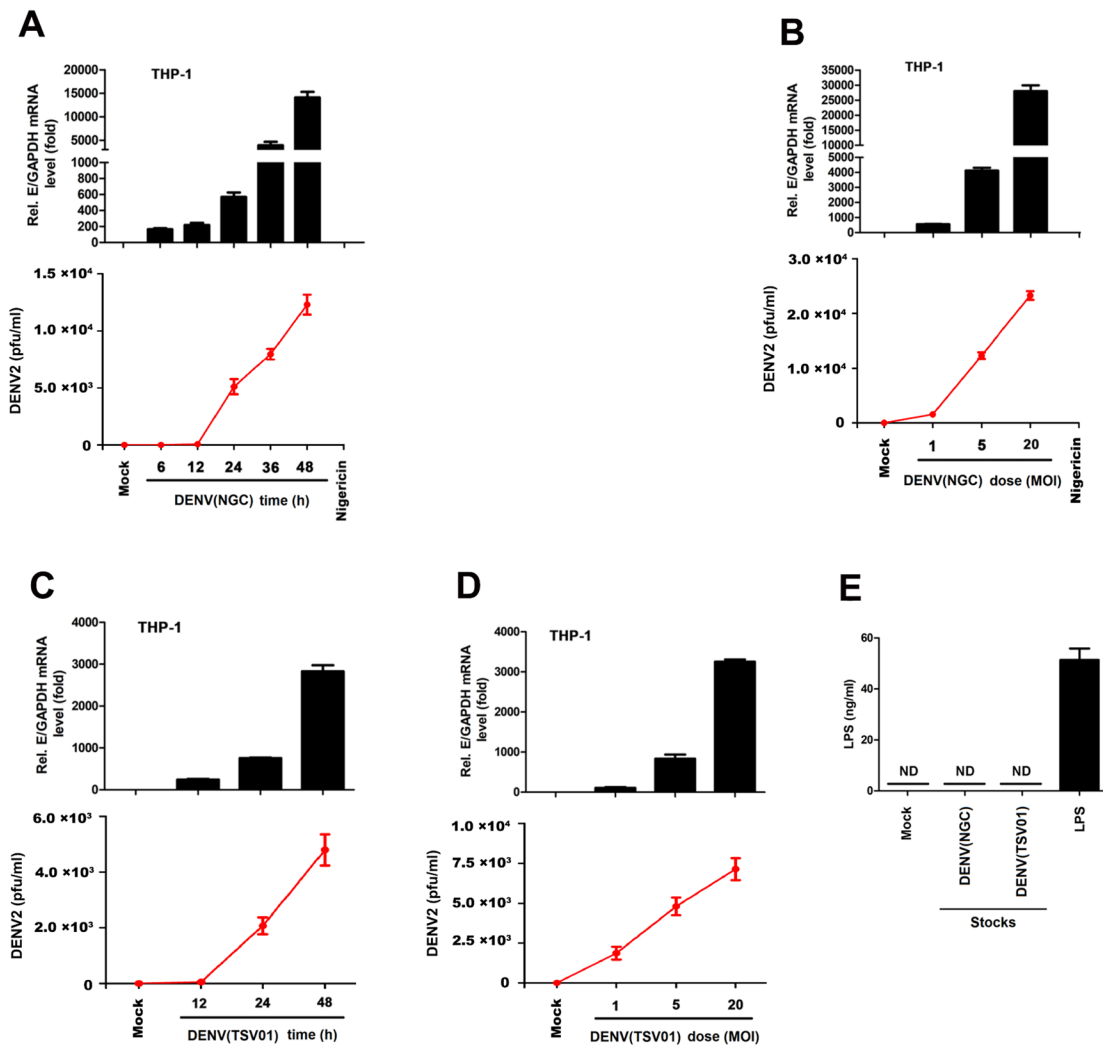 A
THP-1
Rel. E/GAPDH mRNA
level (fold)
20000
15000
10000
5000
1000
800
600
400
200
0
DENV2 (pfu/ml)
1.5 ×10⁴
1.0 ×10⁴
5.0 ×10³
0
Mock
6 12 24 36 48
Nigericin
DENV(NGC) time (h)
B
THP-1
Rel. E/GAPDH mRNA
level (fold)
35000
30000
25000
20000
15000
10000
5000
4000
3000
2000
1000
0
DENV2 (pfu/ml)
3.0 ×10⁴
2.0 ×10⁴
1.0 ×10⁴
0
Mock
1 5 20
Nigericin
DENV(NGC) dose (MOI)
C
THP-1
Rel. E/GAPDH mRNA
level (fold)
4000
3000
2000
1000
0
DENV2 (pfu/ml)
6.0 ×10³
4.0 ×10³
2.0 ×10³
0
Mock
12 24 48
DENV(TSV01) time (h)
D
THP-1
Rel. E/GAPDH mRNA
level (fold)
4000
3000
2000
1000
0
DENV2 (pfu/ml)
1.0 ×10⁴
7.5 ×10³
5.0 ×10³
2.5 ×10³
0
Mock
1 5 20
DENV(TSV01) dose (MOI)
E
LPS (ng/ml)
60
40
20
0
ND ND ND
Mock
DENV(NGC)
DENV(TSV01)
LPS
Stocks